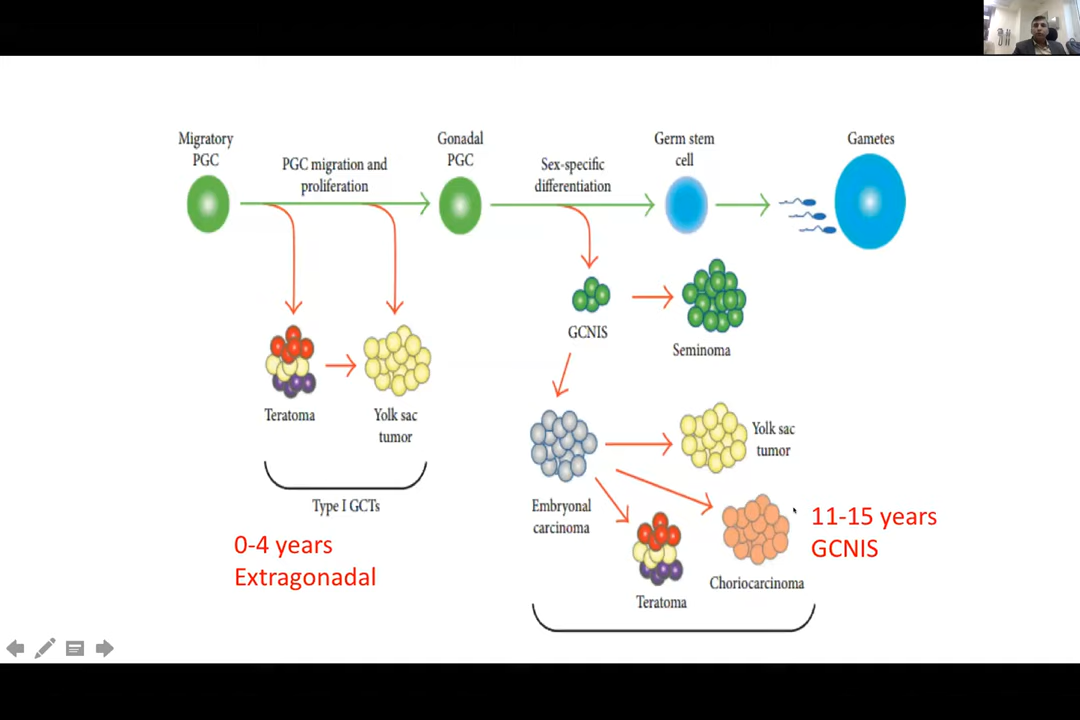 Migratory
PGC
PGC migration and
proliferation
Gonadal
PGC
Sex-specific
differentiation
Germ stem
cell
Gametes
GCNIS
Seminoma
Teratoma
Yolk sac
tumor
Type I GCTs
0-4 years
Extragonadal
Embryonal
carcinoma
Yolk sac
tumor
Teratoma
Choriocarcinoma
11-15 years
GCNIS